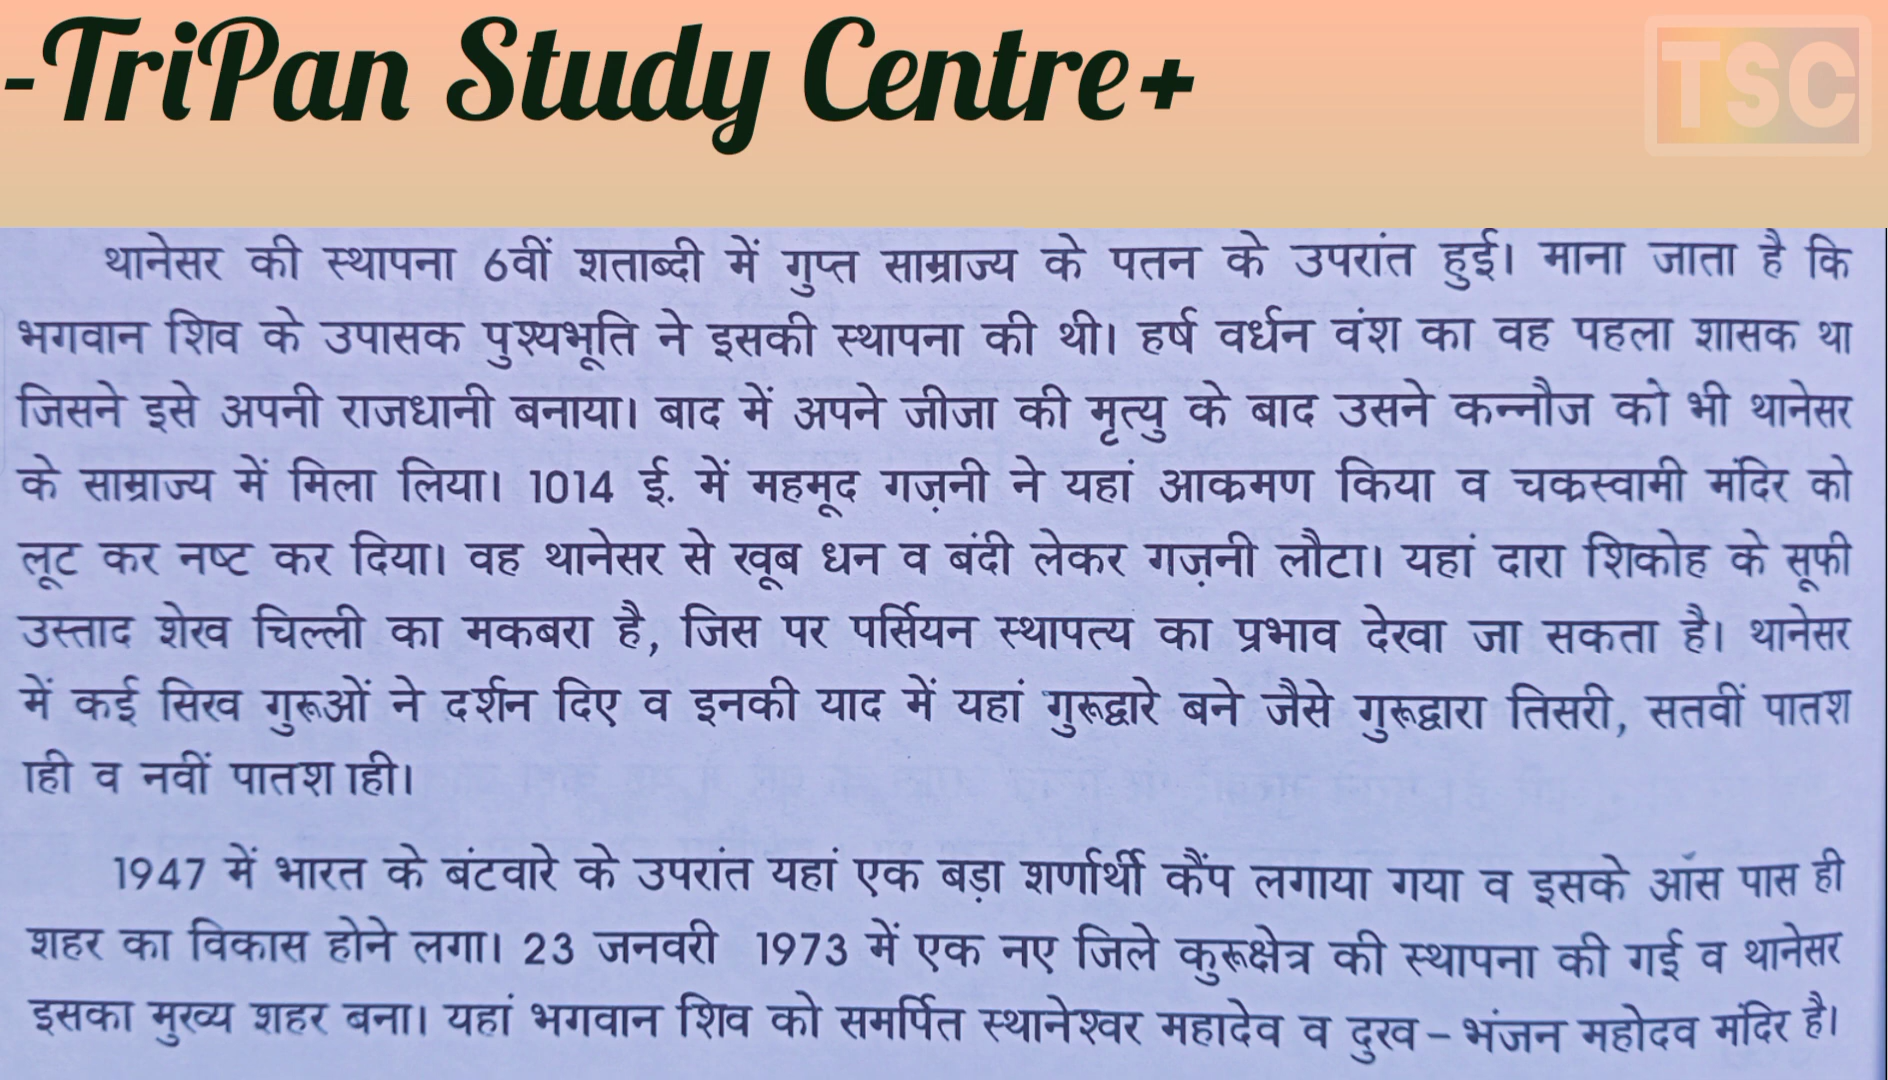 -TriPan Study Centre+
TSC
थानेसर की स्थापना 6वीं शताब्दी में गुप्त साम्राज्य के पतन के उपरांत हुई। माना जाता है कि
भगवान शिव के उपासक पुश्यभूति ने इसकी स्थापना की थी। हर्ष वर्धन वंश का वह पहला शासक था
जिसने इसे अपनी राजधानी बनाया। बाद में अपने जीजा की मृत्यु के बाद उसने कन्नौज को भी थानेसर
के साम्राज्य में मिला लिया। 1014 ई. में महमूद गज़नी ने यहां आक्रमण किया व चक्रस्वामी मंदिर को
लूट कर नष्ट कर दिया। वह थानेसर से खूब धन व बंदी लेकर गज़नी लौटा। यहां दारा शिकोह के सूफी
उस्ताद शेख चिल्ली का मकबरा है, जिस पर पर्सियन स्थापत्य का प्रभाव देखा जा सकता है। थानेसर
में कई सिख गुरूओं ने दर्शन दिए व इनकी याद में यहां गुरूद्वारे बने जैसे गुरूद्वारा तिसरी, सतवीं पातश
ाही व नवीं पातशाही।
1947 में भारत के बंटवारे के उपरांत यहां एक बड़ा शर्णार्थी कैंप लगाया गया व इसके ऑस पास ही
शहर का विकास होने लगा। 23 जनवरी 1973 में एक नए जिले कुरूक्षेत्र की स्थापना की गई व थानेसर
इसका मुख्य शहर बना। यहां भगवान शिव को समर्पित स्थानेश्वर महादेव व दुख – भंजन महोदव मंदिर है।